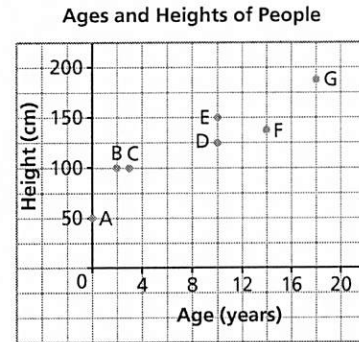 Ages and Heights of People
Height (cm)
200
150
100
50
0
A
B C
D
E
F
G
4 8 12 16 20
Age (years)